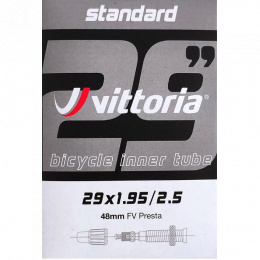 standard
29”
vittoria
bicycle inner tube
29x1.95/2.5
48mm FV Presta